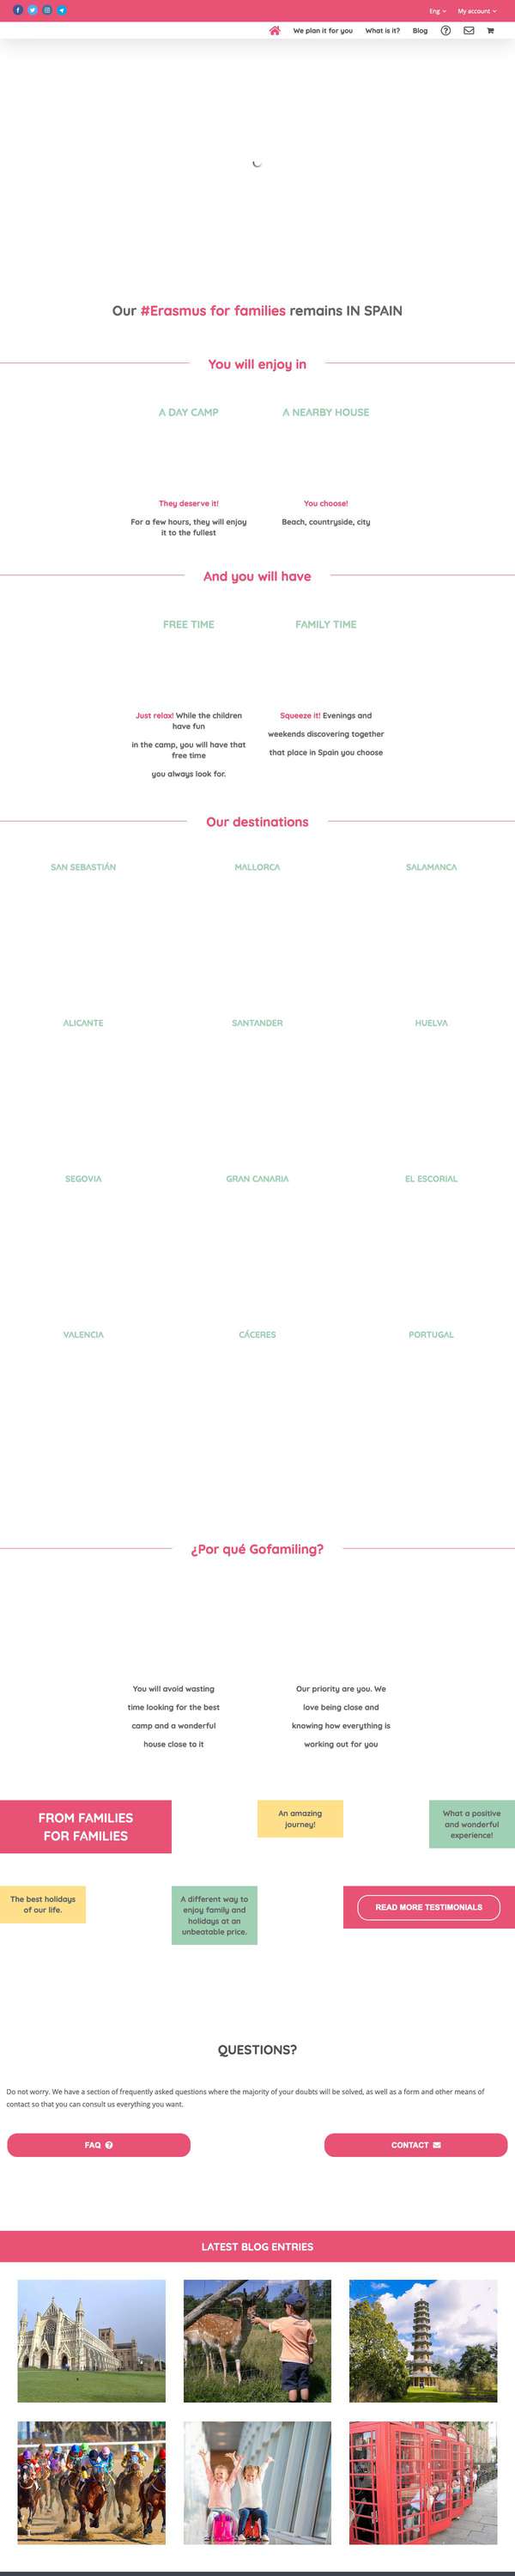 Eng
My account
We plan it for you
What is it?
Blog
Our #Erasmus for families remains IN SPAIN
You will enjoy in
A DAY CAMP
A NEARBY HOUSE
They deserve it!
For a few hours, they will enjoy
it to the fullest
You choose!
Beach, countryside, city
And you will have
FREE TIME
FAMILY TIME
Just relax! While the children
have fun
in the camp, you will have that
free time
you always look for.
Squeeze it! Evenings and
weekends discovering together
that place in Spain you choose
Our destinations
SAN SEBASTIÁN
MALLORCA
SALAMANCA
ALICANTE
SANTANDER
HUELVA
SEGOVIA
GRAN CANARIA
EL ESCORIAL
VALENCIA
CÁCERES
PORTUGAL
¿Por qué Gofamiling?
You will avoid wasting
time looking for the best
camp and a wonderful
house close to it
Our priority are you. We
love being close and
knowing how everything is
working out for you
FROM FAMILIES
FOR FAMILIES
An amazing
journey!
What a positive
and wonderful
experience!
The best holidays
of our life.
A different way to
enjoy family and
holidays at an
unbeatable price.
READ MORE TESTIMONIALS
QUESTIONS?
Do not worry. We have a section of frequently asked questions where the majority of your doubts will be solved, as well as a form and other means of
contact so that you can consult us everything you want.
FAQ
CONTACT
LATEST BLOG ENTRIES